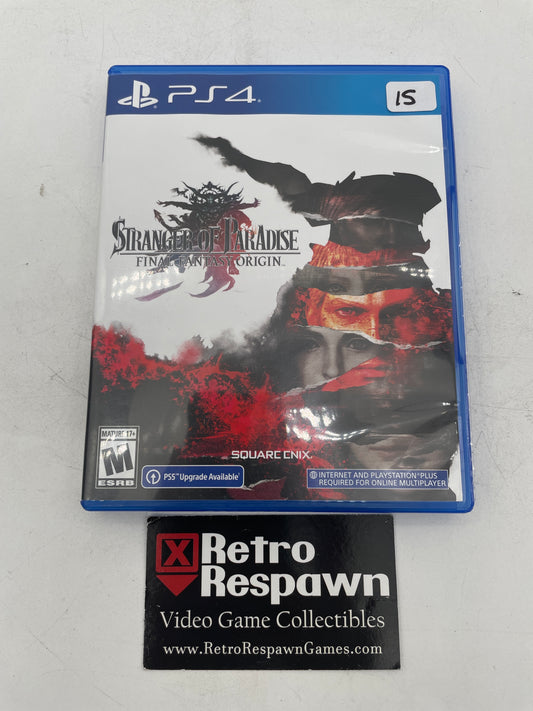 PS4
15
STRANGER OF PARADISE
FINAL FANTASY ORIGIN
MATURE 17+
M
ESRB
PS5™ Upgrade Available
SQUARE ENIX
INTERNET AND PLAYSTATION®PLUS
REQUIRED FOR ONLINE MULTIPLAYER
Retro
Respawn
Video Game Collectibles
www.RetroRespawnGames.com